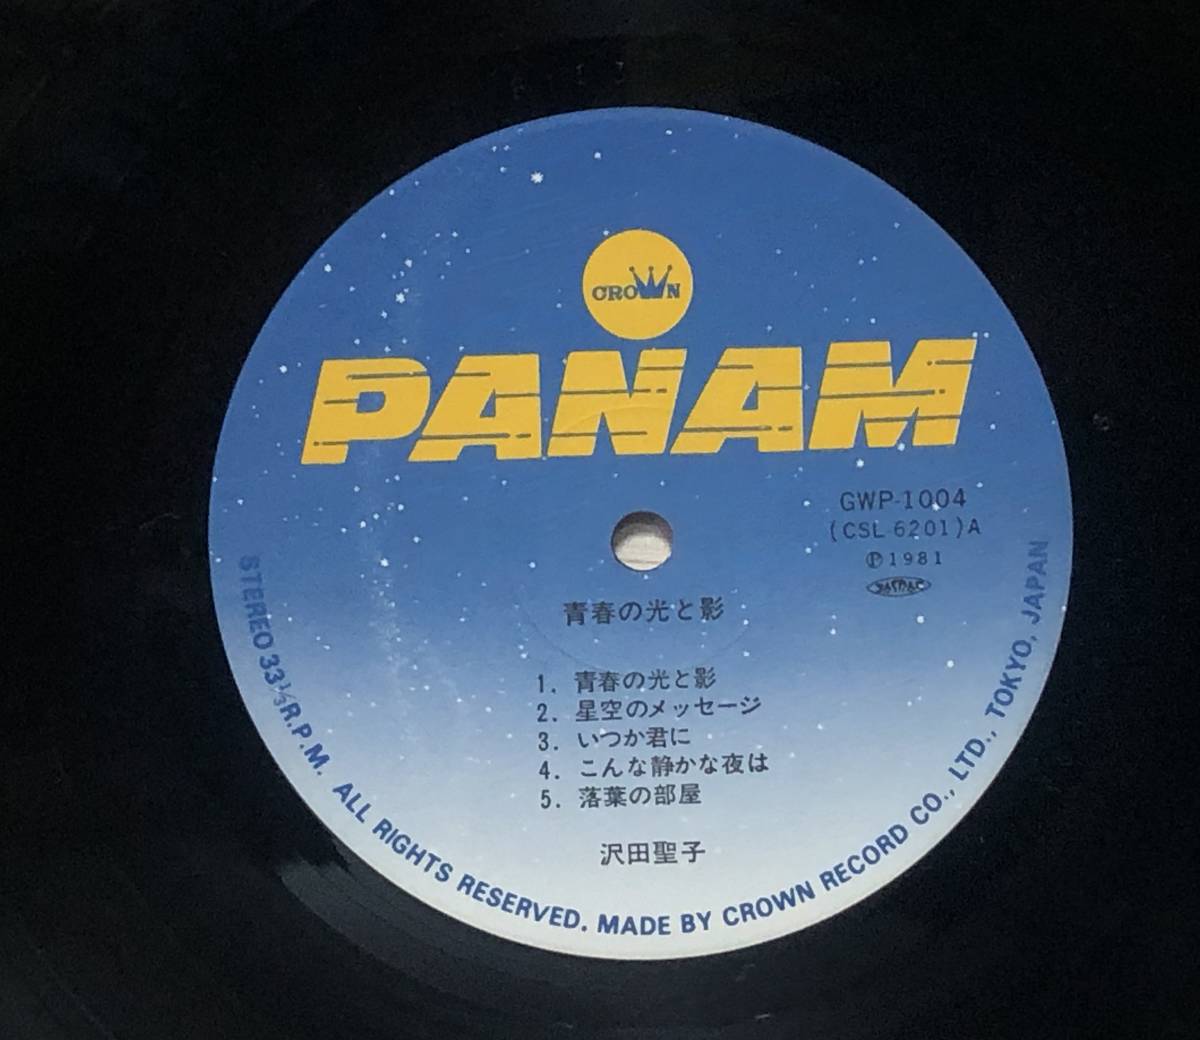 CROWN
PANAM
GWP-1004
(CSL-6201)A
Ⓟ1981
JASRAC
青春の光と影
1. 青春の光と影
2. 星空のメッセージ
3. いつか君に
4. こんな静かな夜は
5. 落葉の部屋
沢田聖子
STEREO 33⅓R.P.M. ALL RIGHTS RESERVED. MADE BY CROWN RECORD CO., LTD., TOKYO, JAPAN